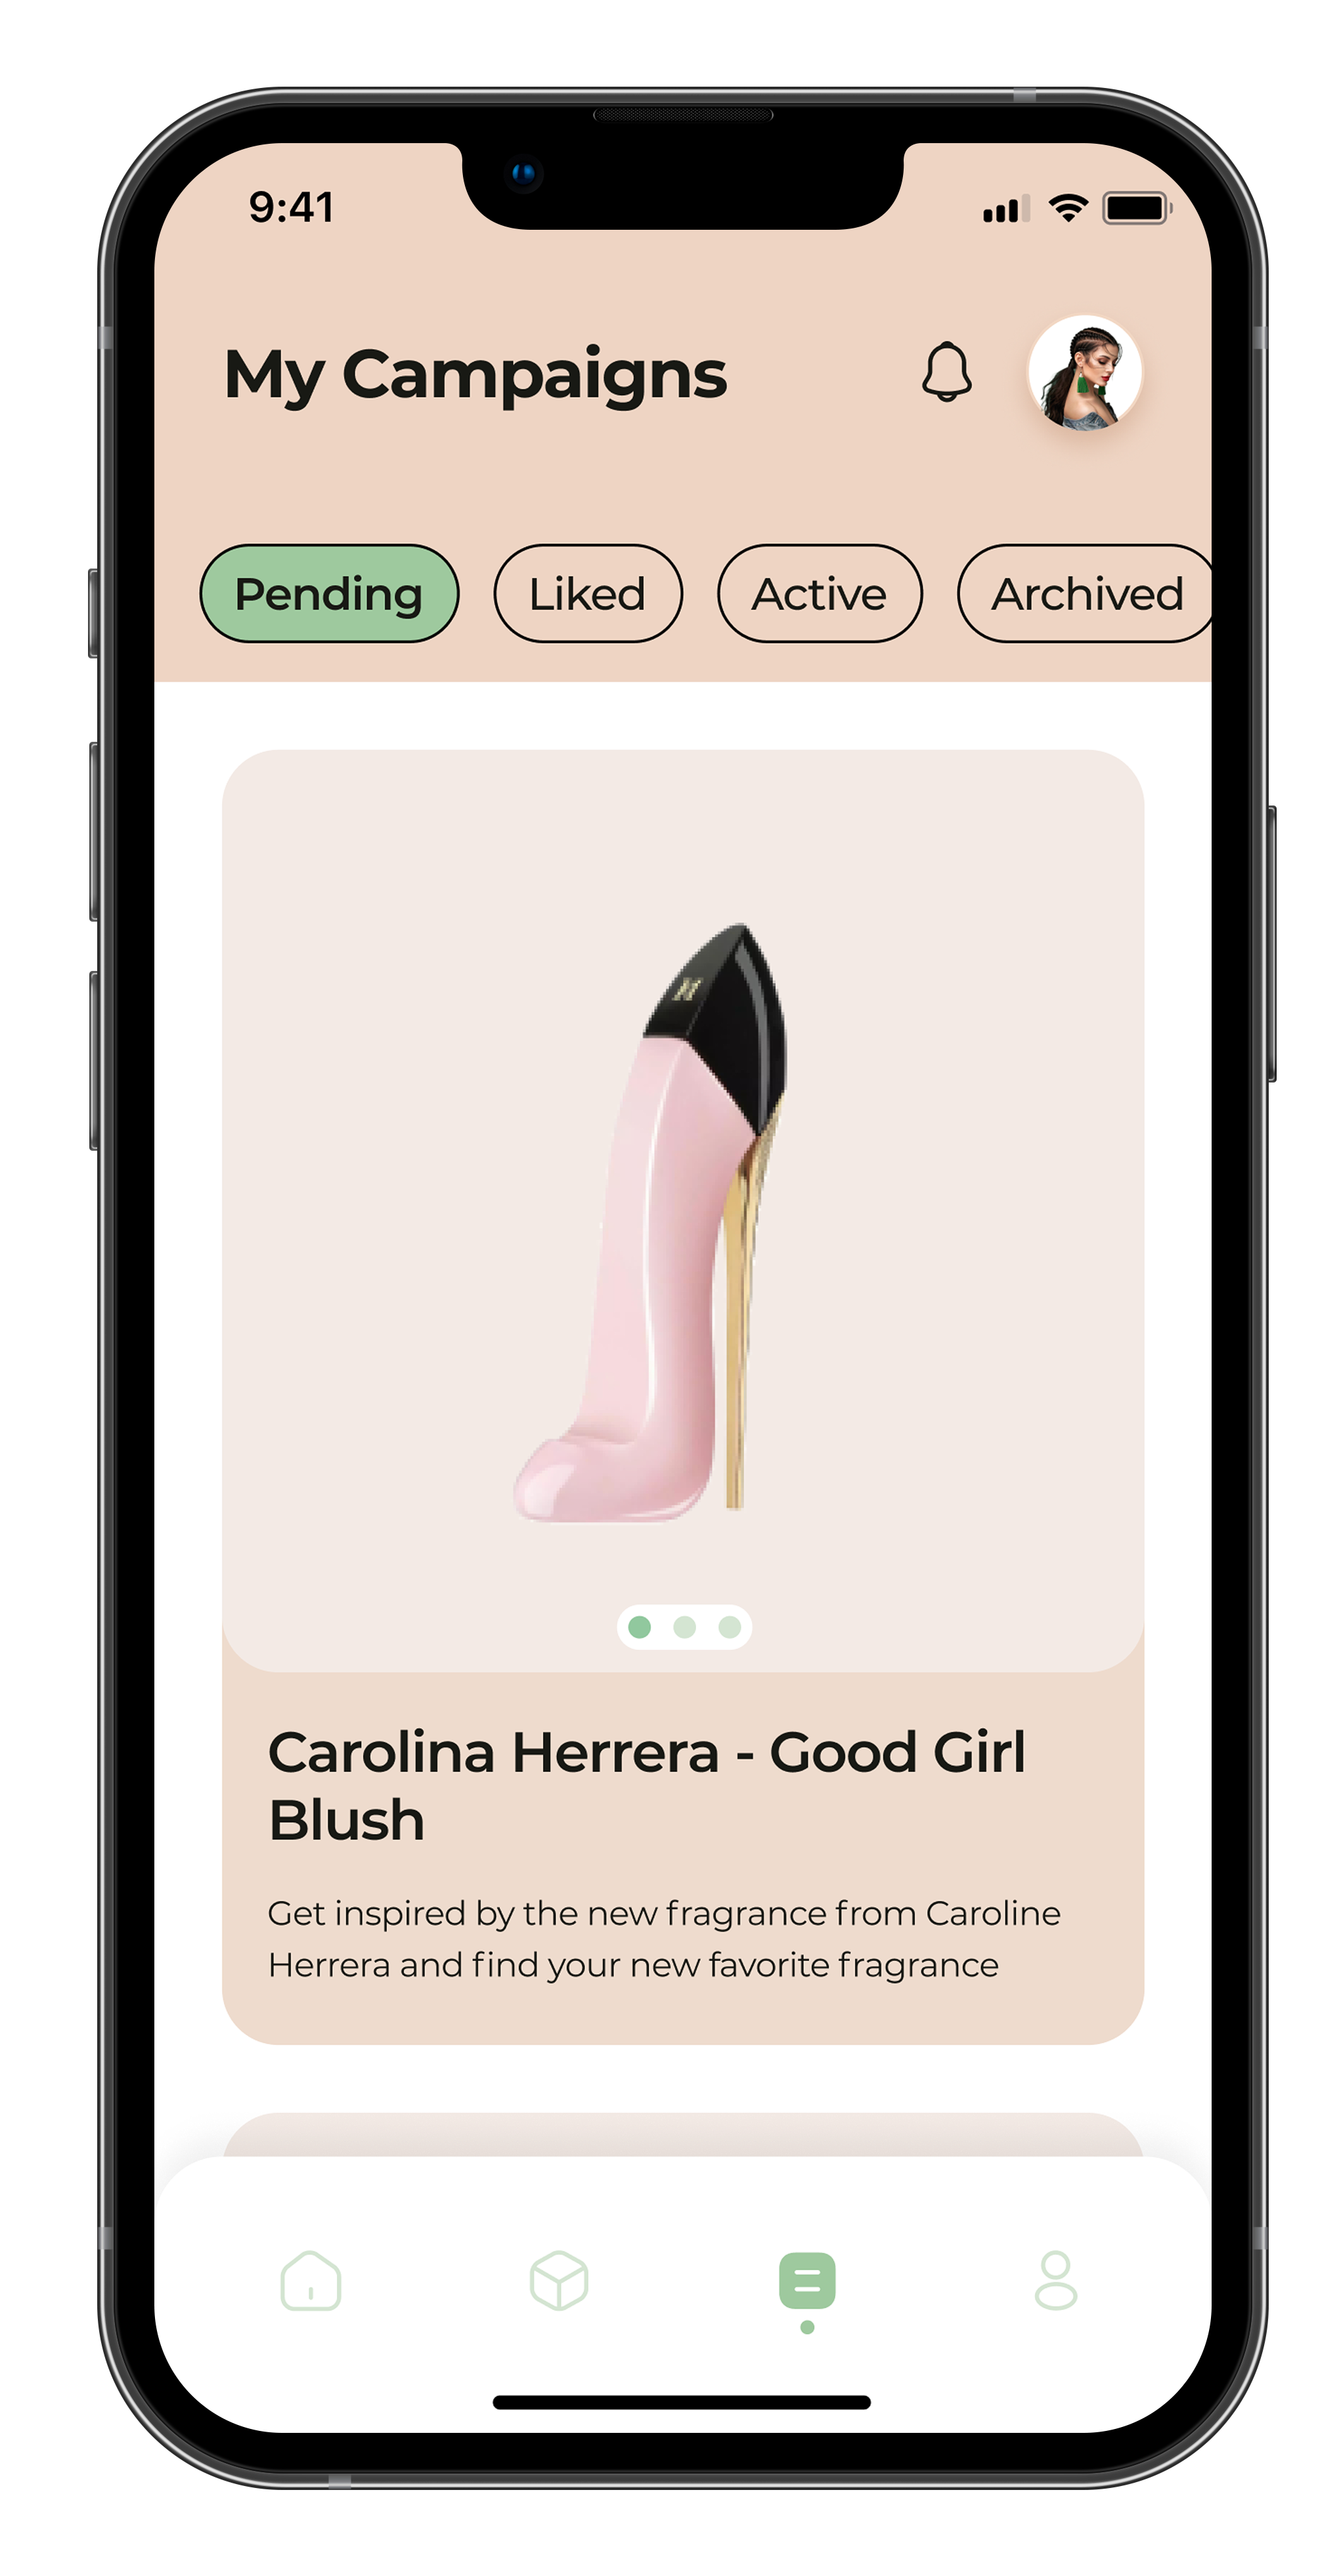 9:41
My Campaigns
Pending Liked Active Archived
Carolina Herrera - Good Girl
Blush
Get inspired by the new fragrance from Caroline
Herrera and find your new favorite fragrance